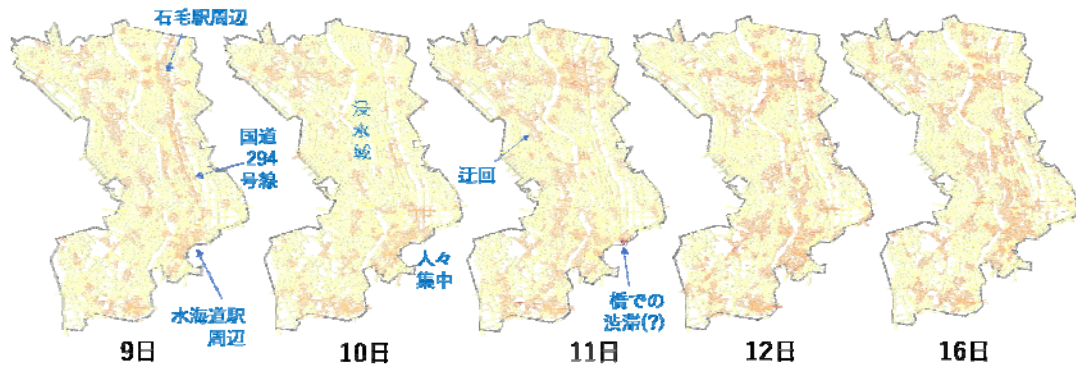 石毛駅周辺
国道
294
号線
水海道駅
周辺
浸水域
人々
集中
迂回
橋での
渋滞(?)
9日
10日
11日
12日
16日